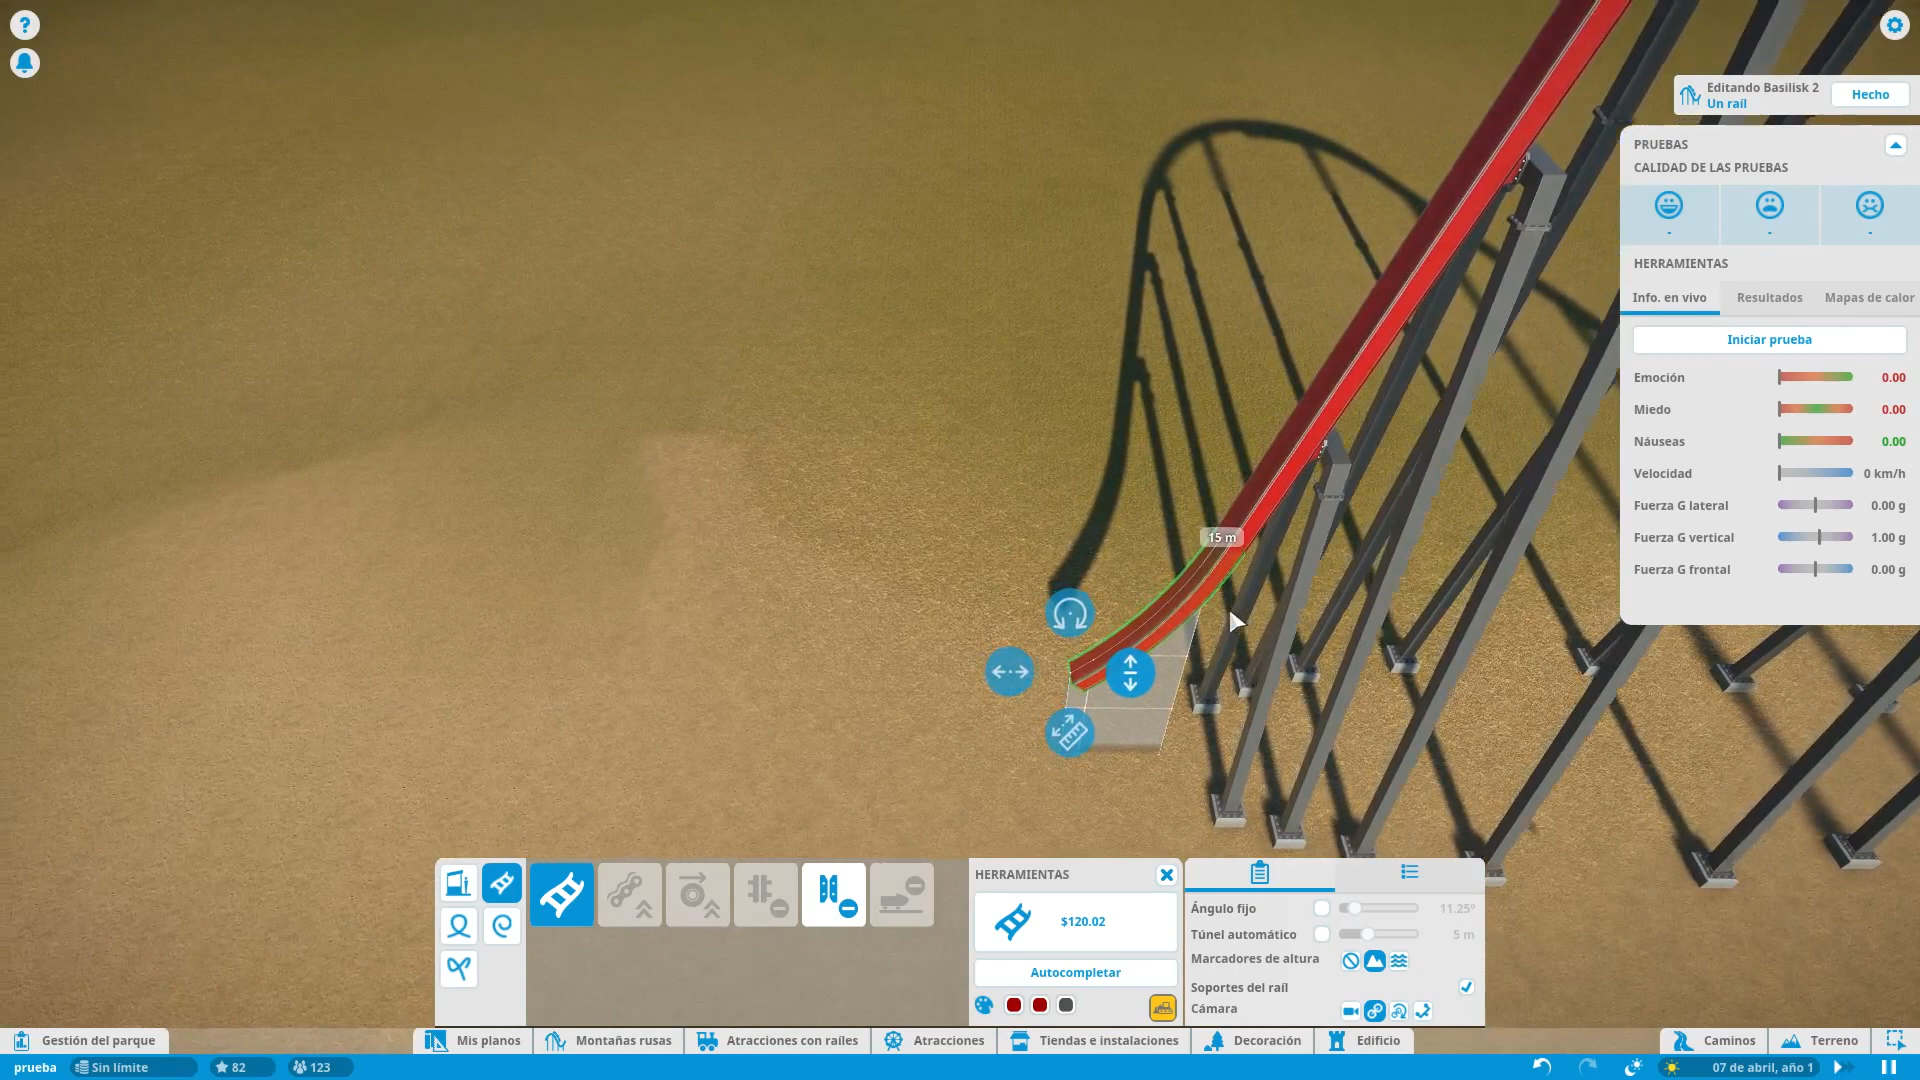 ?
Editando Basilisk 2
Un raíl
Hecho
PRUEBAS
CALIDAD DE LAS PRUEBAS
- - -
HERRAMIENTAS
Info. en vivo Resultados Mapas de calor
Iniciar prueba
Emoción 0.00
Miedo 0.00
Náuseas 0.00
Velocidad 0 km/h
Fuerza G lateral 0.00 g
Fuerza G vertical 1.00 g
Fuerza G frontal 0.00 g
15 m
HERRAMIENTAS
$120.02
Autocompletar
Ángulo fijo 11.25°
Túnel automático 5 m
Marcadores de altura
Soportes del raíl
Cámara
Gestión del parque Mis planos Montañas rusas Atracciones con raíles Atracciones Tiendas e instalaciones Decoración Edificio Caminos Terreno
prueba Sin límite 82 123 07 de abril, año 1